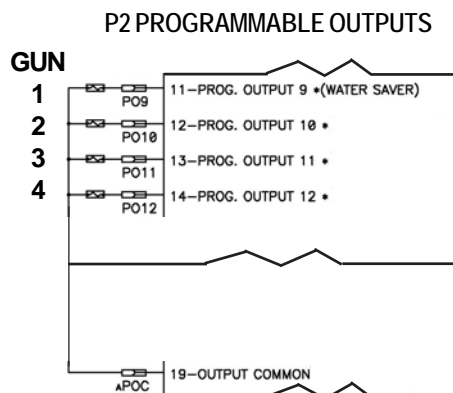 P2 PROGRAMMABLE OUTPUTS
GUN
1
PO9
11-PROG. OUTPUT 9 *(WATER SAVER)
2
PO10
12-PROG. OUTPUT 10 *
3
PO11
13-PROG. OUTPUT 11 *
4
PO12
14-PROG. OUTPUT 12 *
APOC
19-OUTPUT COMMON